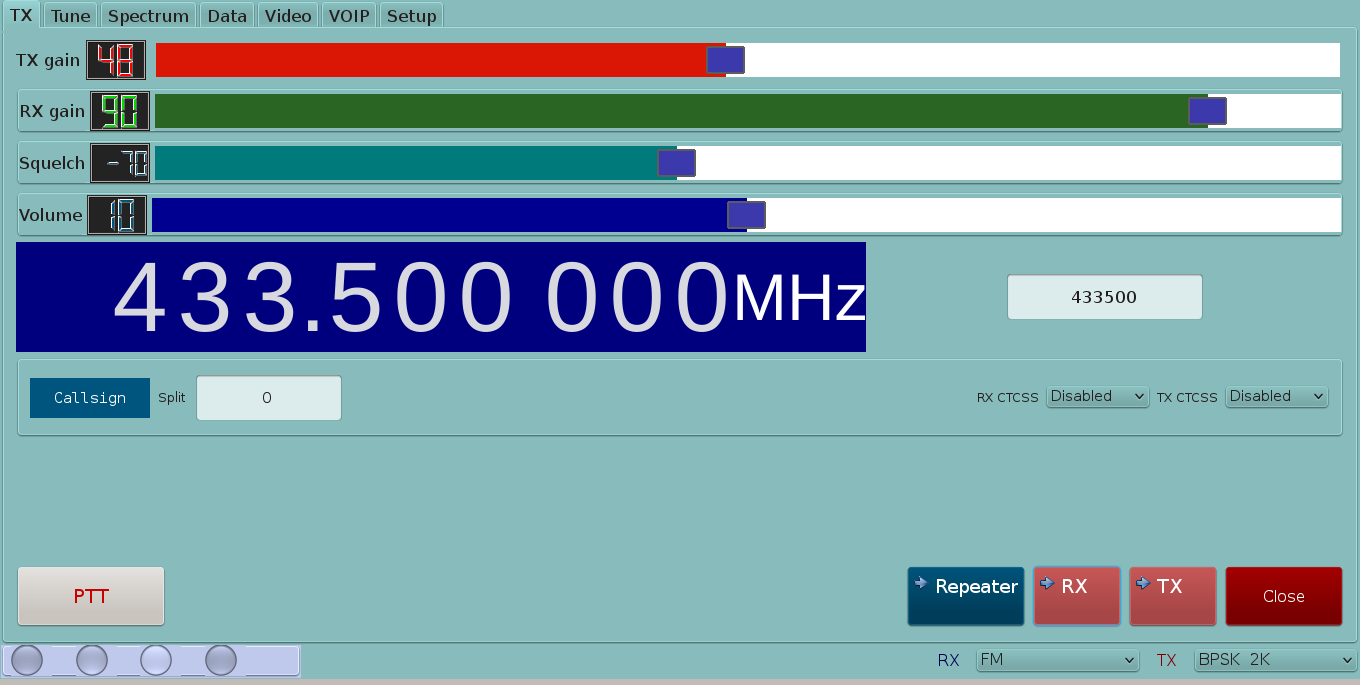 TX Tune Spectrum Data Video VOIP Setup
TX gain 48
RX gain 90
Squelch -70
Volume 10
433.500 000MHz 433500
Callsign Split 0 RX CTCSS Disabled TX CTCSS Disabled
PTT Repeater RX TX Close
RX FM TX BPSK 2K